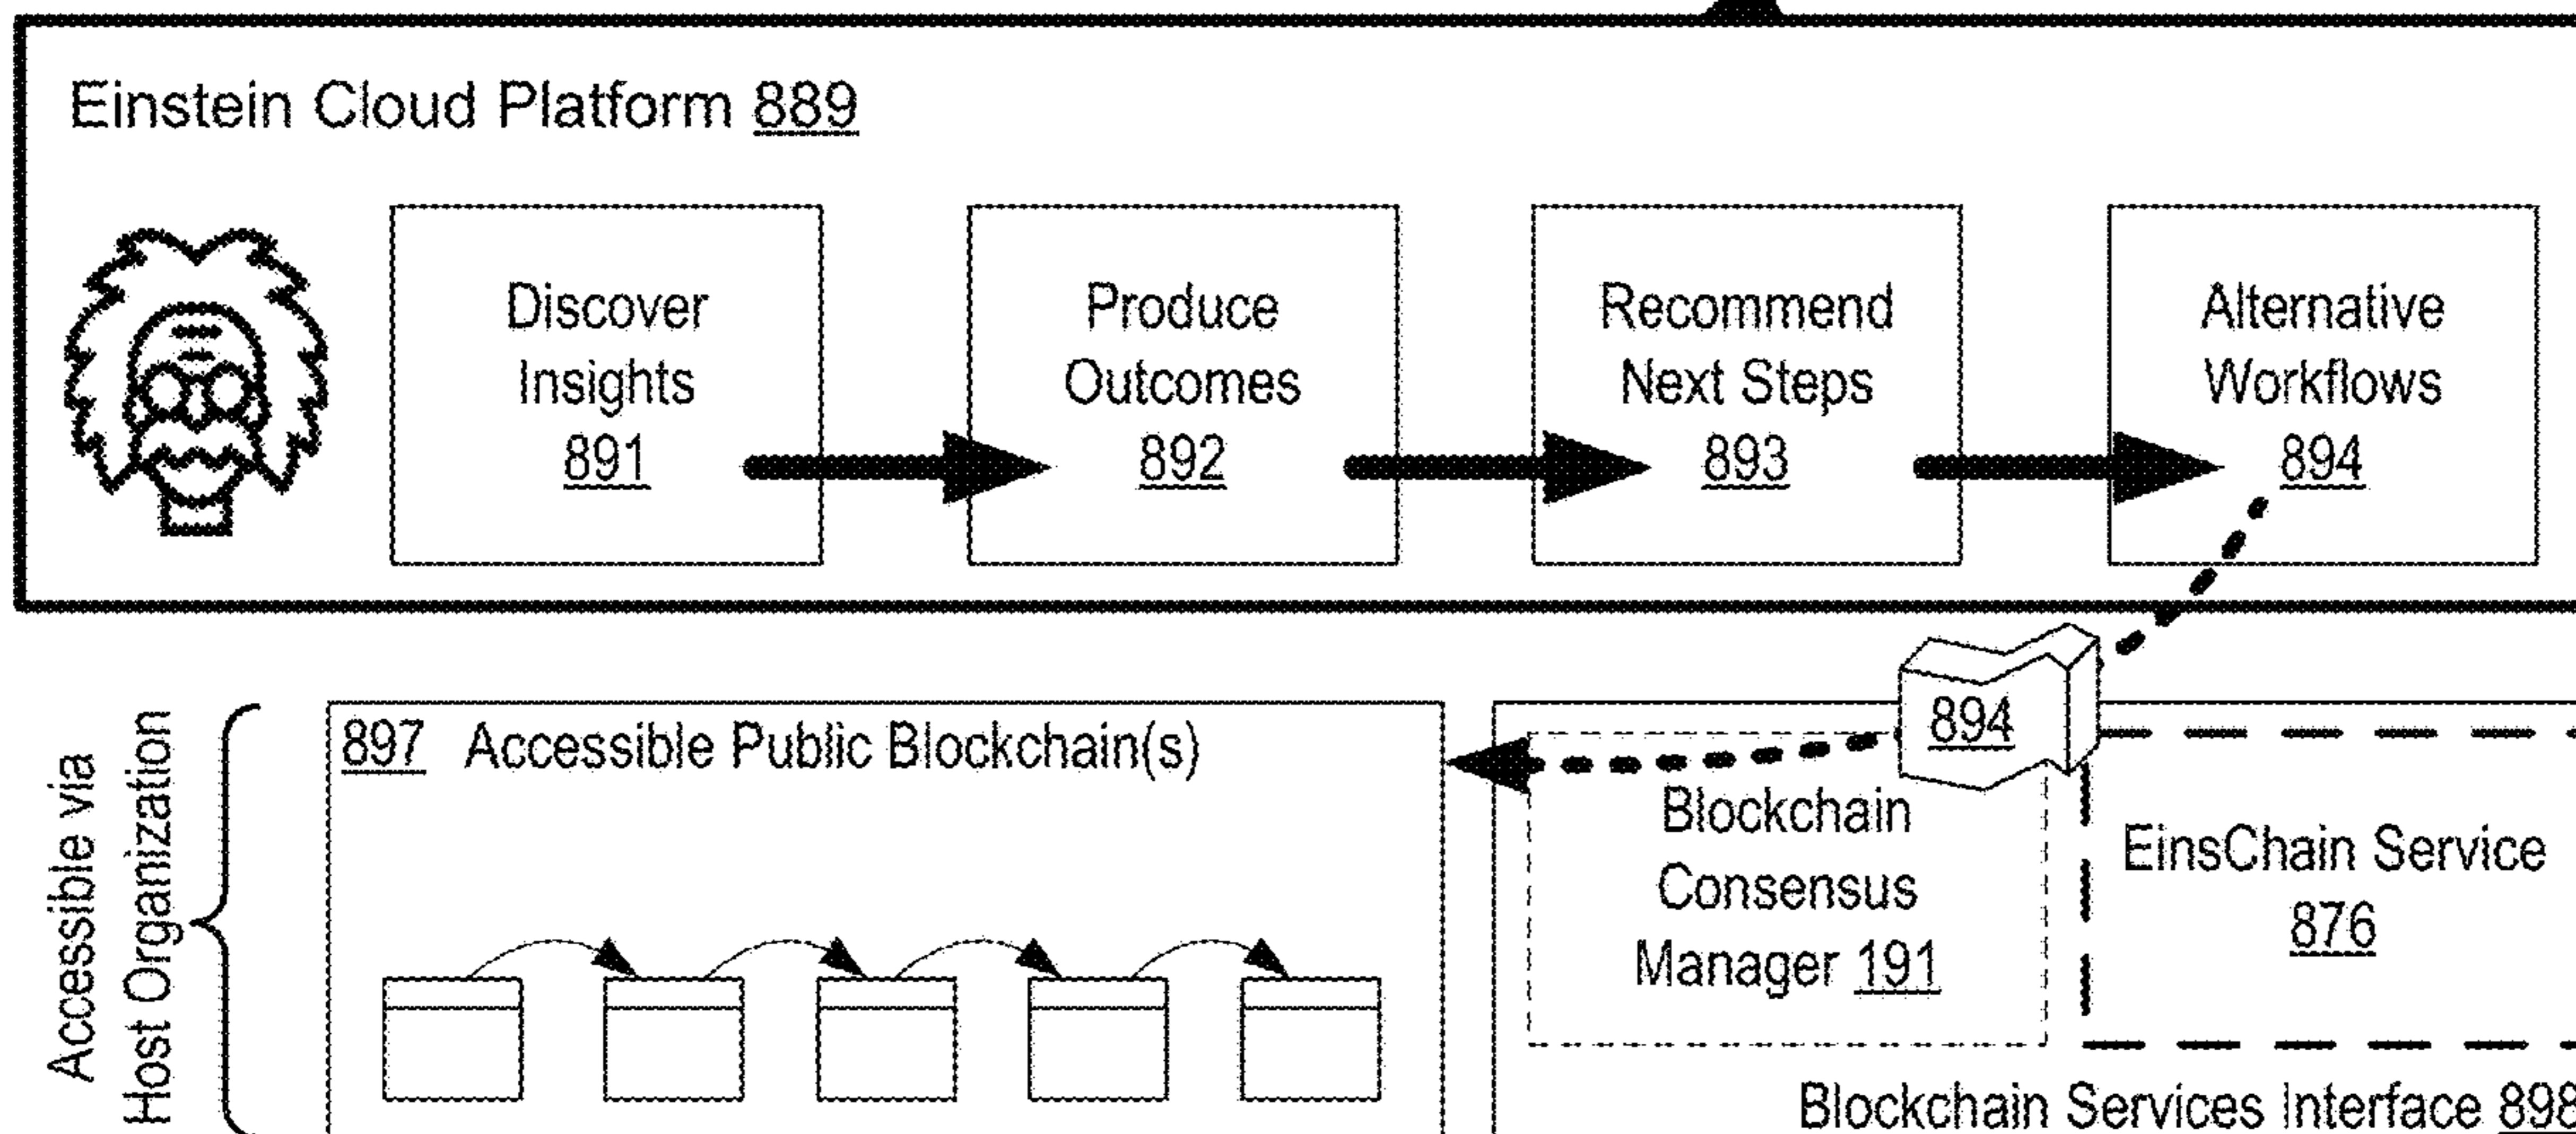 Einstein Cloud Platform 889
Discover
Insights
891
Produce
Outcomes
892
Recommend
Next Steps
893
Alternative
Workflows
894
Accessible via
Host Organization
897 Accessible Public Blockchain(s)
894
Blockchain
Consensus
Manager 191
EinsChain Service
876
Blockchain Services Interface 898